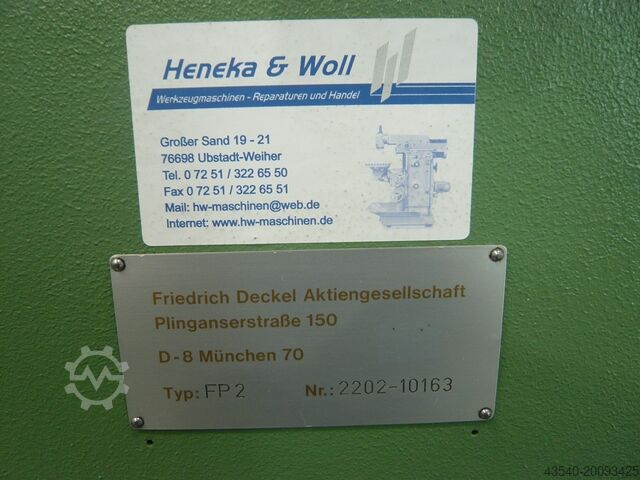 Heneka & Woll
Werkzeugmaschinen - Reparaturen und Handel
Großer Sand 19 - 21
76698 Ubstadt-Weiher
Tel. 0 72 51 / 322 65 50
Fax 0 72 51 / 322 65 51
Mail: hw-maschinen@web.de
Internet: www.hw-maschinen.de
Friedrich Deckel Aktiengesellschaft
Plinganserstraße 150
D-8 München 70
Typ: FP2 Nr.: 2202-10163
43540-20093425